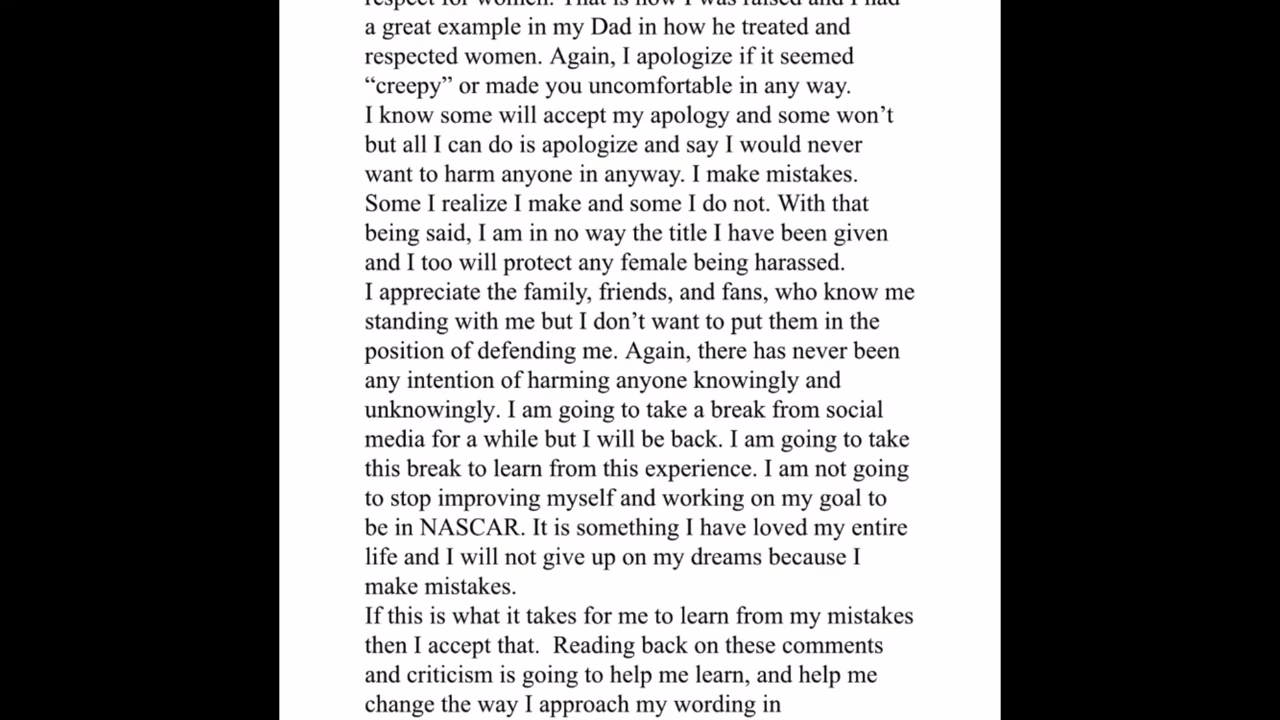 respect for women. That is how I was raised and I had
a great example in my Dad in how he treated and
respected women. Again, I apologize if it seemed
“creepy” or made you uncomfortable in any way.
I know some will accept my apology and some won’t
but all I can do is apologize and say I would never
want to harm anyone in anyway. I make mistakes.
Some I realize I make and some I do not. With that
being said, I am in no way the title I have been given
and I too will protect any female being harassed.
I appreciate the family, friends, and fans, who know me
standing with me but I don’t want to put them in the
position of defending me. Again, there has never been
any intention of harming anyone knowingly and
unknowingly. I am going to take a break from social
media for a while but I will be back. I am going to take
this break to learn from this experience. I am not going
to stop improving myself and working on my goal to
be in NASCAR. It is something I have loved my entire
life and I will not give up on my dreams because I
make mistakes.
If this is what it takes for me to learn from my mistakes
then I accept that.  Reading back on these comments
and criticism is going to help me learn, and help me
change the way I approach my wording in